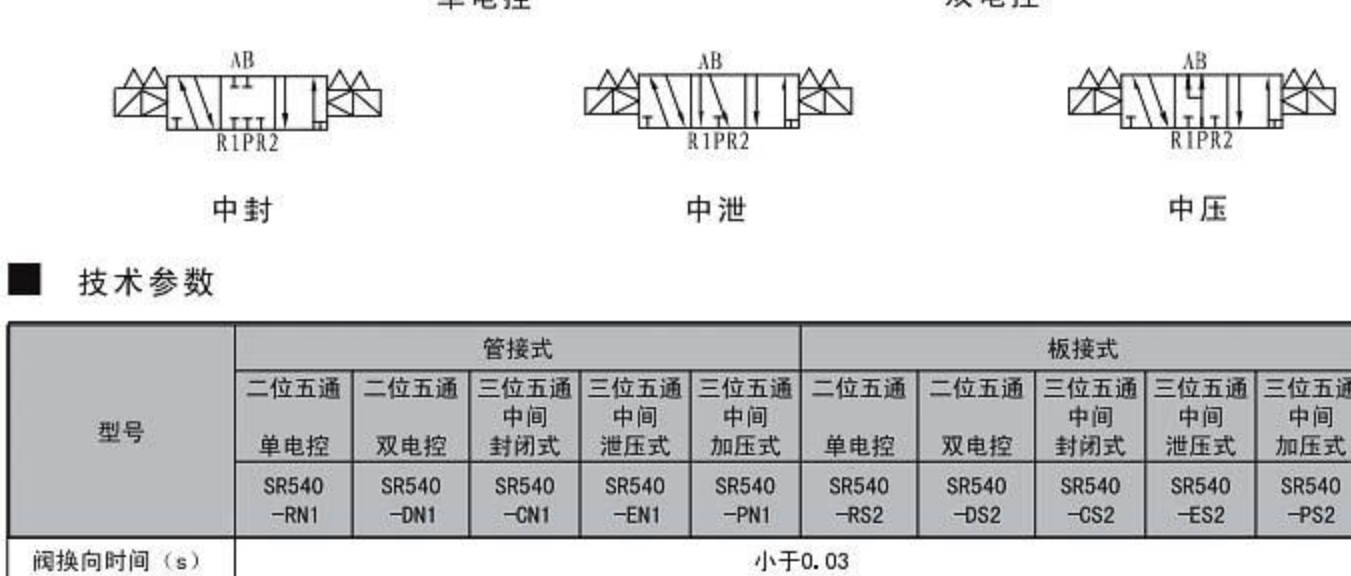 单电控 双电控
AB AB AB
R1PR2 R1PR2 R1PR2
中封 中泄 中压
技术参数
管接式 板接式
型号
二位五通 二位五通 三位五通 三位五通 三位五通 二位五通 二位五通 三位五通 三位五通 三位五通
中间 中间 中间 中间 中间 中间
单电控 双电控 封闭式 泄压式 加压式 单电控 双电控 封闭式 泄压式 加压式
SR540 SR540 SR540 SR540 SR540 SR540 SR540 SR540 SR540 SR540
-RN1 -DN1 -CN1 -EN1 -PN1 -RS2 -DS2 -CS2 -ES2 -PS2
阀换向时间(s) 小于0.03